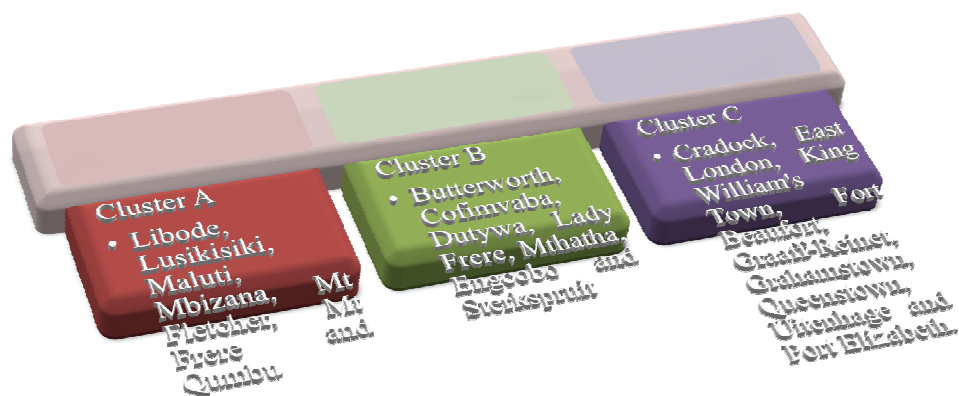 Cluster A
• Libode,
Lusikisiki,
Maluti,
Mbizana, Mt
Fletcher, Mt
Frere and
Qumbu
Cluster B
• Butterworth,
Cofimvaba,
Dutywa, Lady
Frere, Mthatha,
Engcobo and
Sterkspruit
Cluster C
• Cradock, East
London, King
William's
Town, Fort
Beaufort,
Graaff-Reinet,
Grahamstown,
Queenstown,
Uitenhage and
Port Elizabeth.